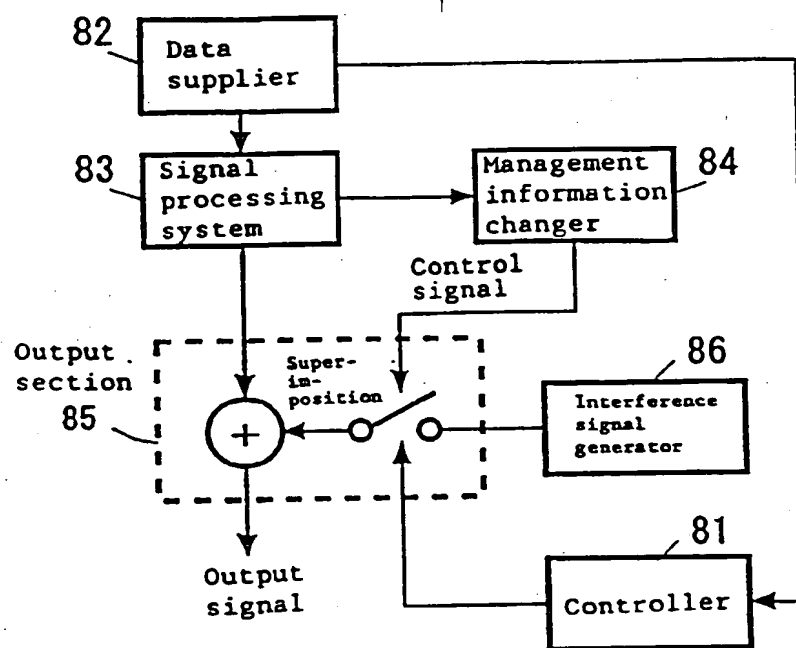 82
Data
supplier
83
Signal
processing
system
Management
information
changer
84
Control
signal
Output
section
85
Super-
im-
position
+
86
Interference
signal
generator
Output
signal
81
Controller